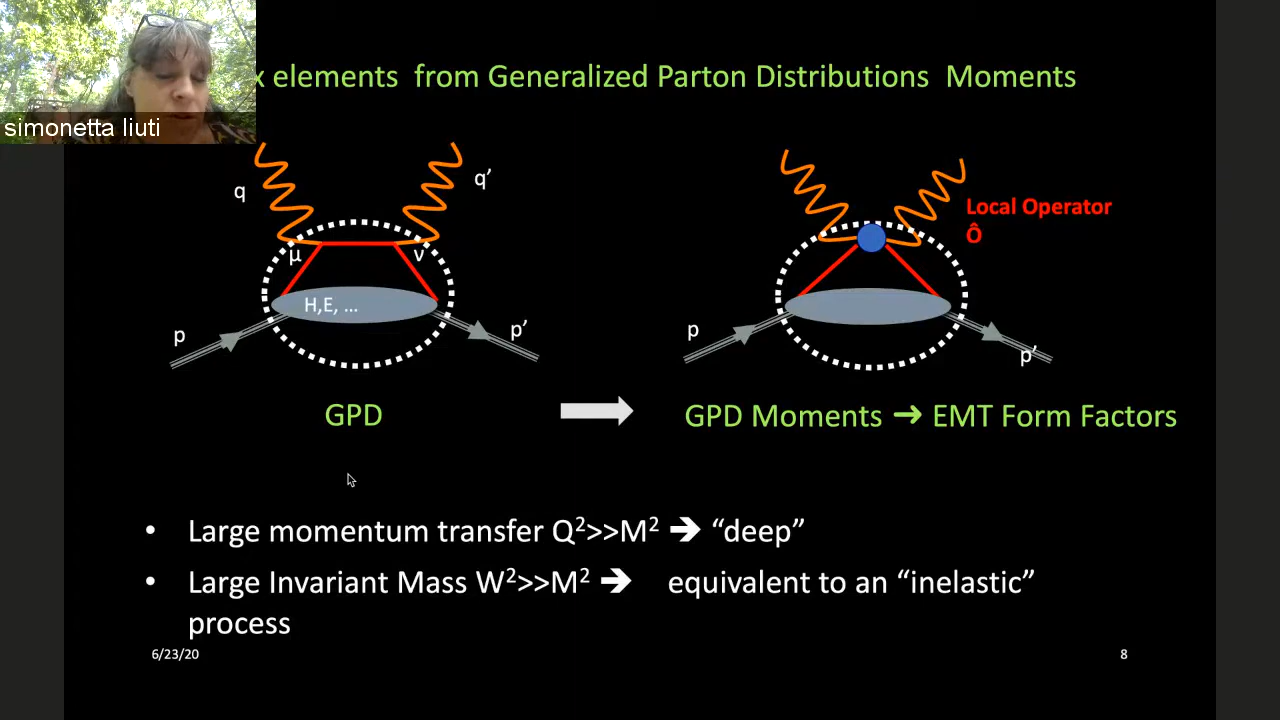 simonetta liuti
x elements from Generalized Parton Distributions Moments
q
q’
μ
ν
H,E, ...
p
p’
Local Operator
Ô
p
p’
GPD
GPD Moments ➔ EMT Form Factors
• Large momentum transfer Q²>>M² ➔ “deep”
• Large Invariant Mass W²>>M² ➔ equivalent to an “inelastic”
process
6/23/20
8